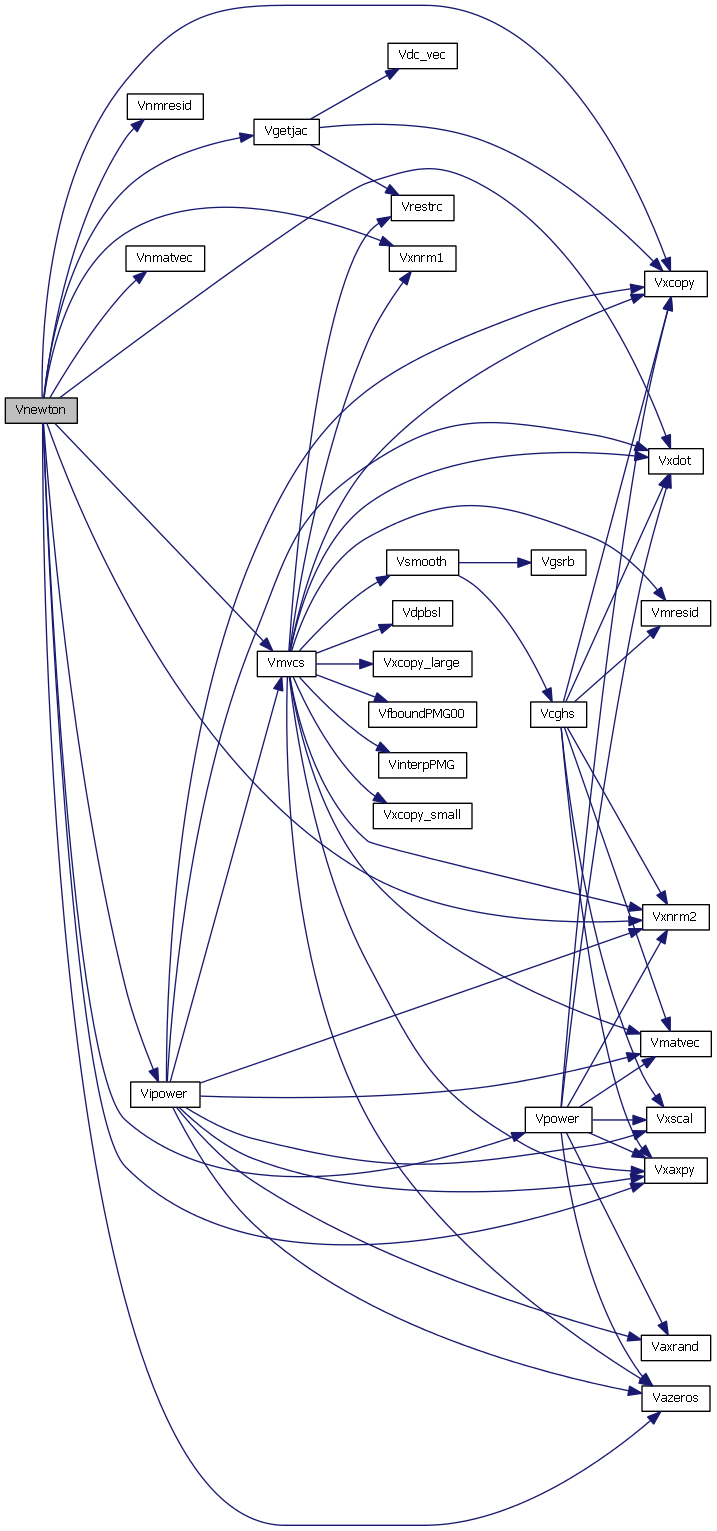 Vdc_vec
Vnmresid
Vgetjac
Vrestrc
Vnmatvec
Vxnrm1
Vxcopy
Vnewton
Vxdot
Vsmooth
Vgsrb
Vdpbsl
Vmresid
Vmvcs
Vxcopy_large
VfboundPMG00
Vcghs
VinterpPMG
Vxcopy_small
Vxnrm2
Vmatvec
Vipower
Vpower
Vxscal
Vxaxpy
Vaxrand
Vazeros